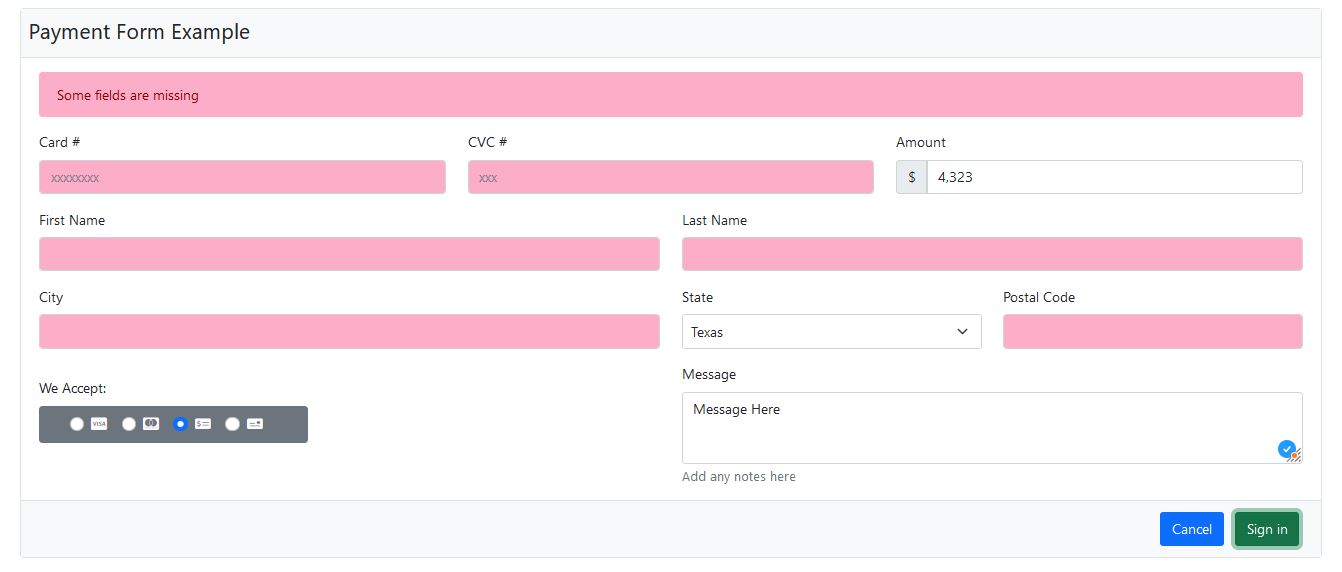 Payment Form Example
Some fields are missing
Card # CVC # Amount
xxxxxxxx xxx $ 4,323
First Name Last Name
City State Postal Code
Texas
We Accept: Message
VISA $ Message Here
Add any notes here
Cancel Sign in